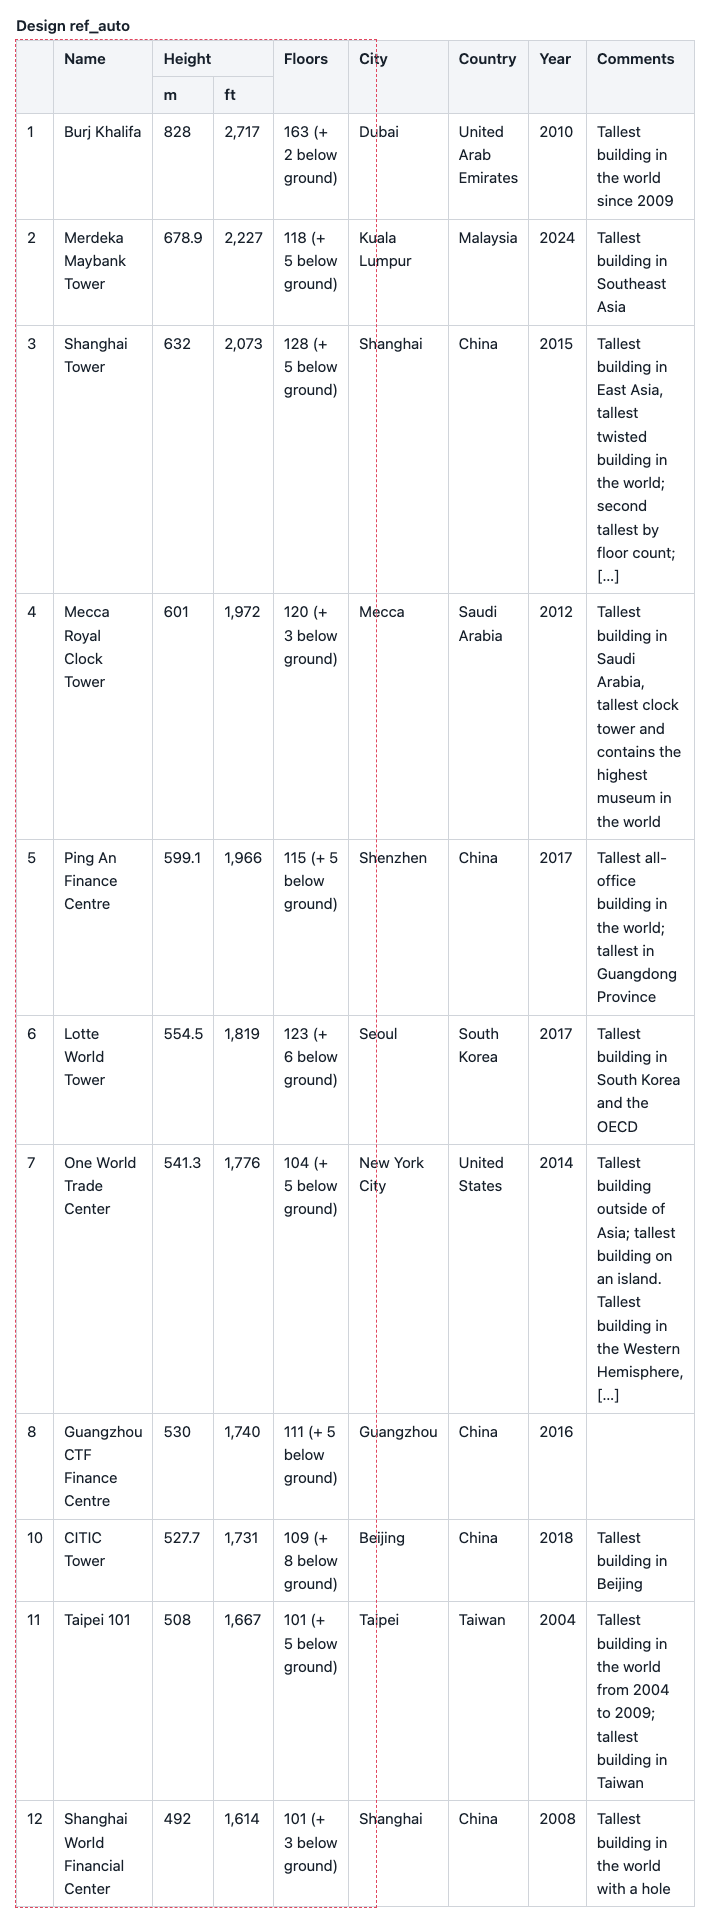 Design ref_auto
Name Height Floors City Country Year Comments
m ft
1 Burj Khalifa 828 2,717 163 (+ Dubai United 2010 Tallest
2 below Arab building in
ground) Emirates the world
since 2009
2 Merdeka 678.9 2,227 118 (+ Kuala Malaysia 2024 Tallest
Maybank 5 below Lumpur building in
Tower ground) Southeast
Asia
3 Shanghai 632 2,073 128 (+ Shanghai China 2015 Tallest
Tower 5 below building in
ground) East Asia,
tallest
twisted
building in
the world;
second
tallest by
floor count;
[...]
4 Mecca 601 1,972 120 (+ Mecca Saudi 2012 Tallest
Royal 3 below Arabia building in
Clock ground) Saudi
Tower Arabia,
tallest clock
tower and
contains the
highest
museum in
the world
5 Ping An 599.1 1,966 115 (+ 5 Shenzhen China 2017 Tallest all-
Finance below office
Centre ground) building in
the world;
tallest in
Guangdong
Province
6 Lotte 554.5 1,819 123 (+ Seoul South 2017 Tallest
World 6 below Korea building in
Tower ground) South Korea
and the
OECD
7 One World 541.3 1,776 104 (+ New York United 2014 Tallest
Trade 5 below City States building
Center ground) outside of
Asia; tallest
building on
an island.
Tallest
building in
the Western
Hemisphere,
[...]
8 Guangzhou 530 1,740 111 (+ 5 Guangzhou China 2016
CTF below
Finance ground)
Centre
10 CITIC 527.7 1,731 109 (+ Beijing China 2018 Tallest
Tower 8 below building in
ground) Beijing
11 Taipei 101 508 1,667 101 (+ Taipei Taiwan 2004 Tallest
5 below building in
ground) the world
from 2004
to 2009;
tallest
building in
Taiwan
12 Shanghai 492 1,614 101 (+ Shanghai China 2008 Tallest
World 3 below building in
Financial ground) the world
Center with a hole